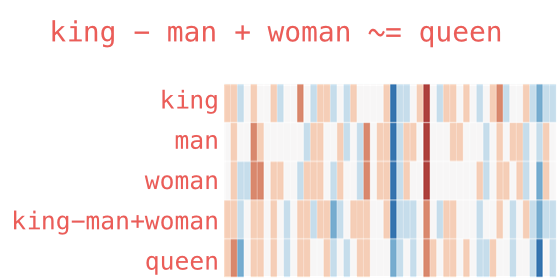 king − man + woman ~= queen
king
man
woman
king−man+woman
queen